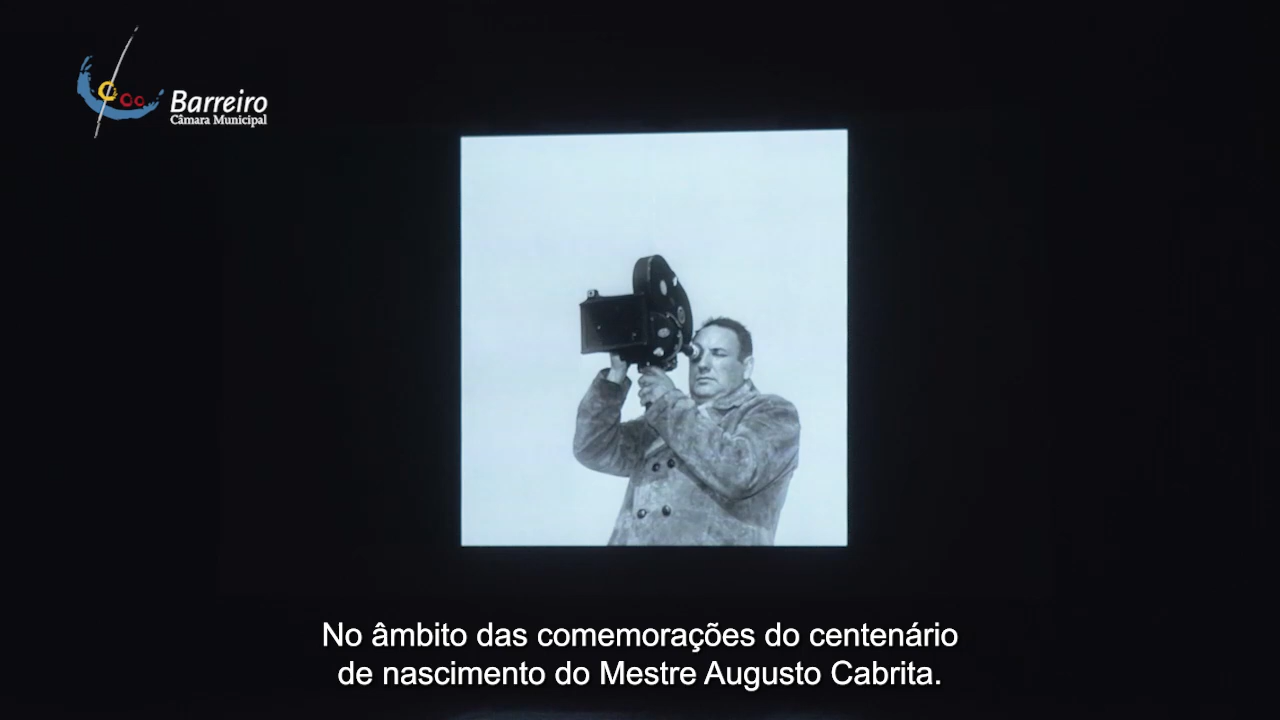 Barreiro
Câmara Municipal
No âmbito das comemorações do centenário
de nascimento do Mestre Augusto Cabrita.